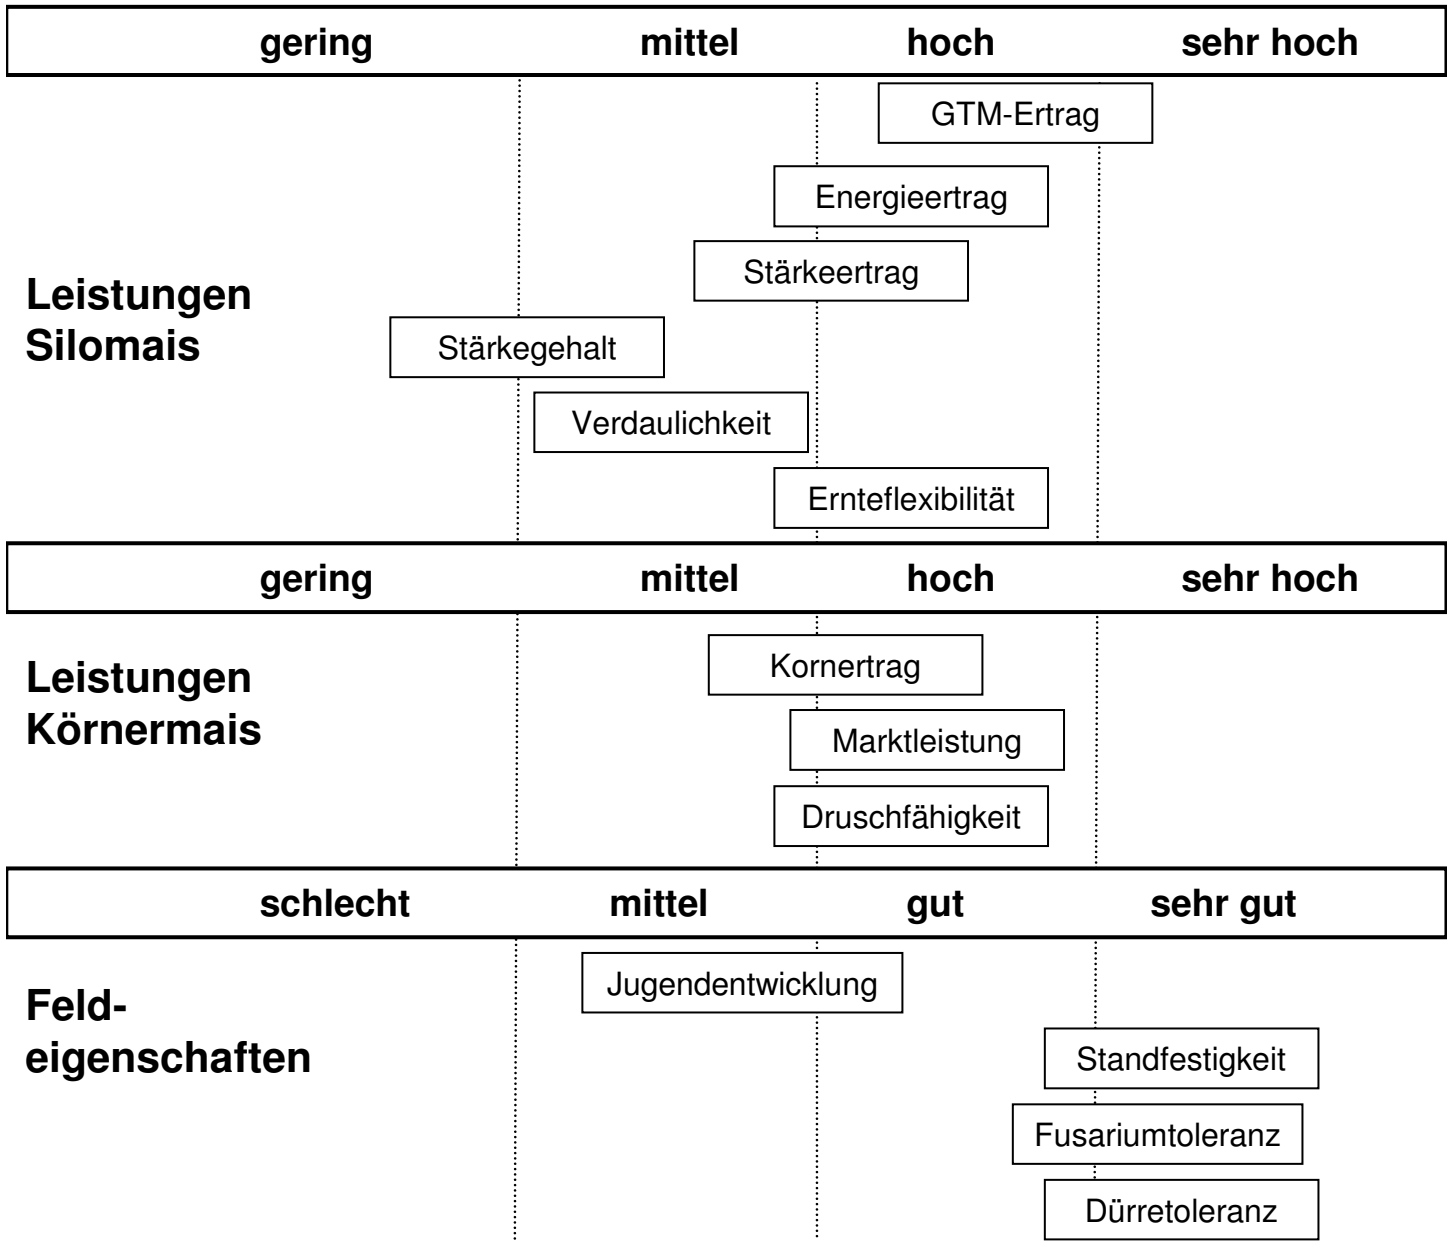 gering mittel hoch sehr hoch
GTM-Ertrag
Energieertrag
Stärkeertrag
Leistungen
Silomais
Stärkegehalt
Verdaulichkeit
Ernteflexibilität
gering mittel hoch sehr hoch
Leistungen
Körnermais
Kornertrag
Marktleistung
Druschfähigkeit
schlecht mittel gut sehr gut
Feld-
eigenschaften
Jugendentwicklung
Standfestigkeit
Fusariumtoleranz
Dürretoleranz